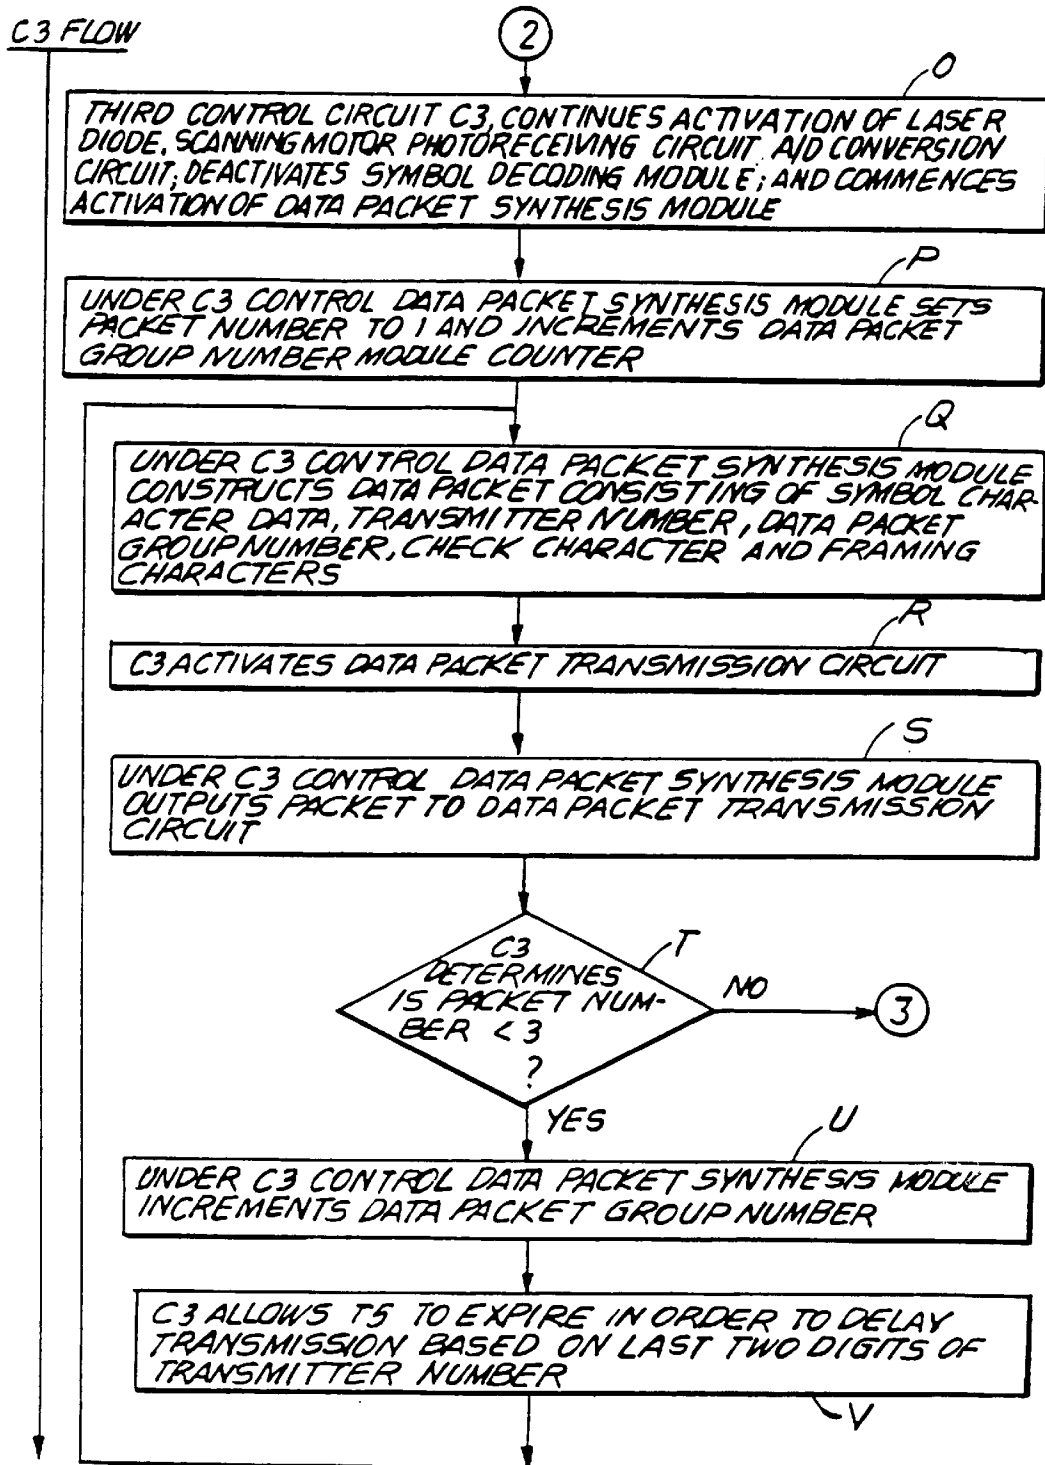 C3 FLOW
2
O
THIRD CONTROL CIRCUIT C3, CONTINUES ACTIVATION OF LASER
DIODE, SCANNING MOTOR PHOTORECEIVING CIRCUIT A/D CONVERSION
CIRCUIT; DEACTIVATES SYMBOL DECODING MODULE; AND COMMENCES
ACTIVATION OF DATA PACKET SYNTHESIS MODULE
P
UNDER C3 CONTROL DATA PACKET SYNTHESIS MODULE SETS
PACKET NUMBER TO 1 AND INCREMENTS DATA PACKET
GROUP NUMBER MODULE COUNTER
Q
UNDER C3 CONTROL DATA PACKET SYNTHESIS MODULE
CONSTRUCTS DATA PACKET CONSISTING OF SYMBOL CHAR-
ACTER DATA, TRANSMITTER NUMBER, DATA PACKET
GROUP NUMBER, CHECK CHARACTER AND FRAMING
CHARACTERS
R
C3 ACTIVATES DATA PACKET TRANSMISSION CIRCUIT
S
UNDER C3 CONTROL DATA PACKET SYNTHESIS MODULE
OUTPUTS PACKET TO DATA PACKET TRANSMISSION
CIRCUIT
T
C3
DETERMINES
IS PACKET NUM-
BER < 3
?
NO
3
YES
U
UNDER C3 CONTROL DATA PACKET SYNTHESIS MODULE
INCREMENTS DATA PACKET GROUP NUMBER
C3 ALLOWS T5 TO EXPIRE IN ORDER TO DELAY
TRANSMISSION BASED ON LAST TWO DIGITS OF
TRANSMITTER NUMBER
V